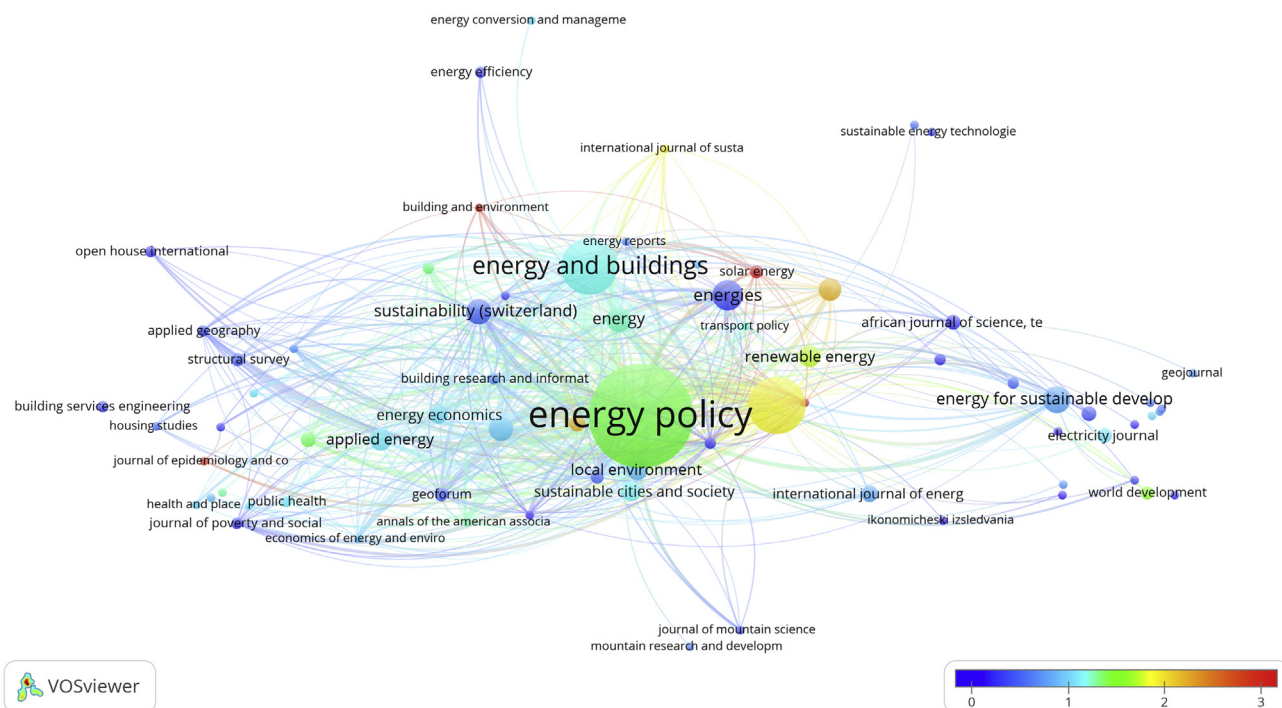 energy conversion and manageme
energy efficiency
sustainable energy technologie
international journal of susta
building and environment
energy reports
open house international
energy and buildings
solar energy
energies
sustainability (switzerland)
energy
transport policy
african journal of science, te
applied geography
structural survey
renewable energy
geojournal
building research and informat
energy for sustainable develop
building services engineering
energy economics
energy policy
housing studies
applied energy
electricity journal
journal of epidemiology and co
local environment
geoforum
sustainable cities and society
international journal of energ
world development
health and place
public health
journal of poverty and social
annals of the american associa
ikonomicheski izsledvania
economics of energy and enviro
journal of mountain science
mountain research and developm
VOSviewer
0 1 2 3